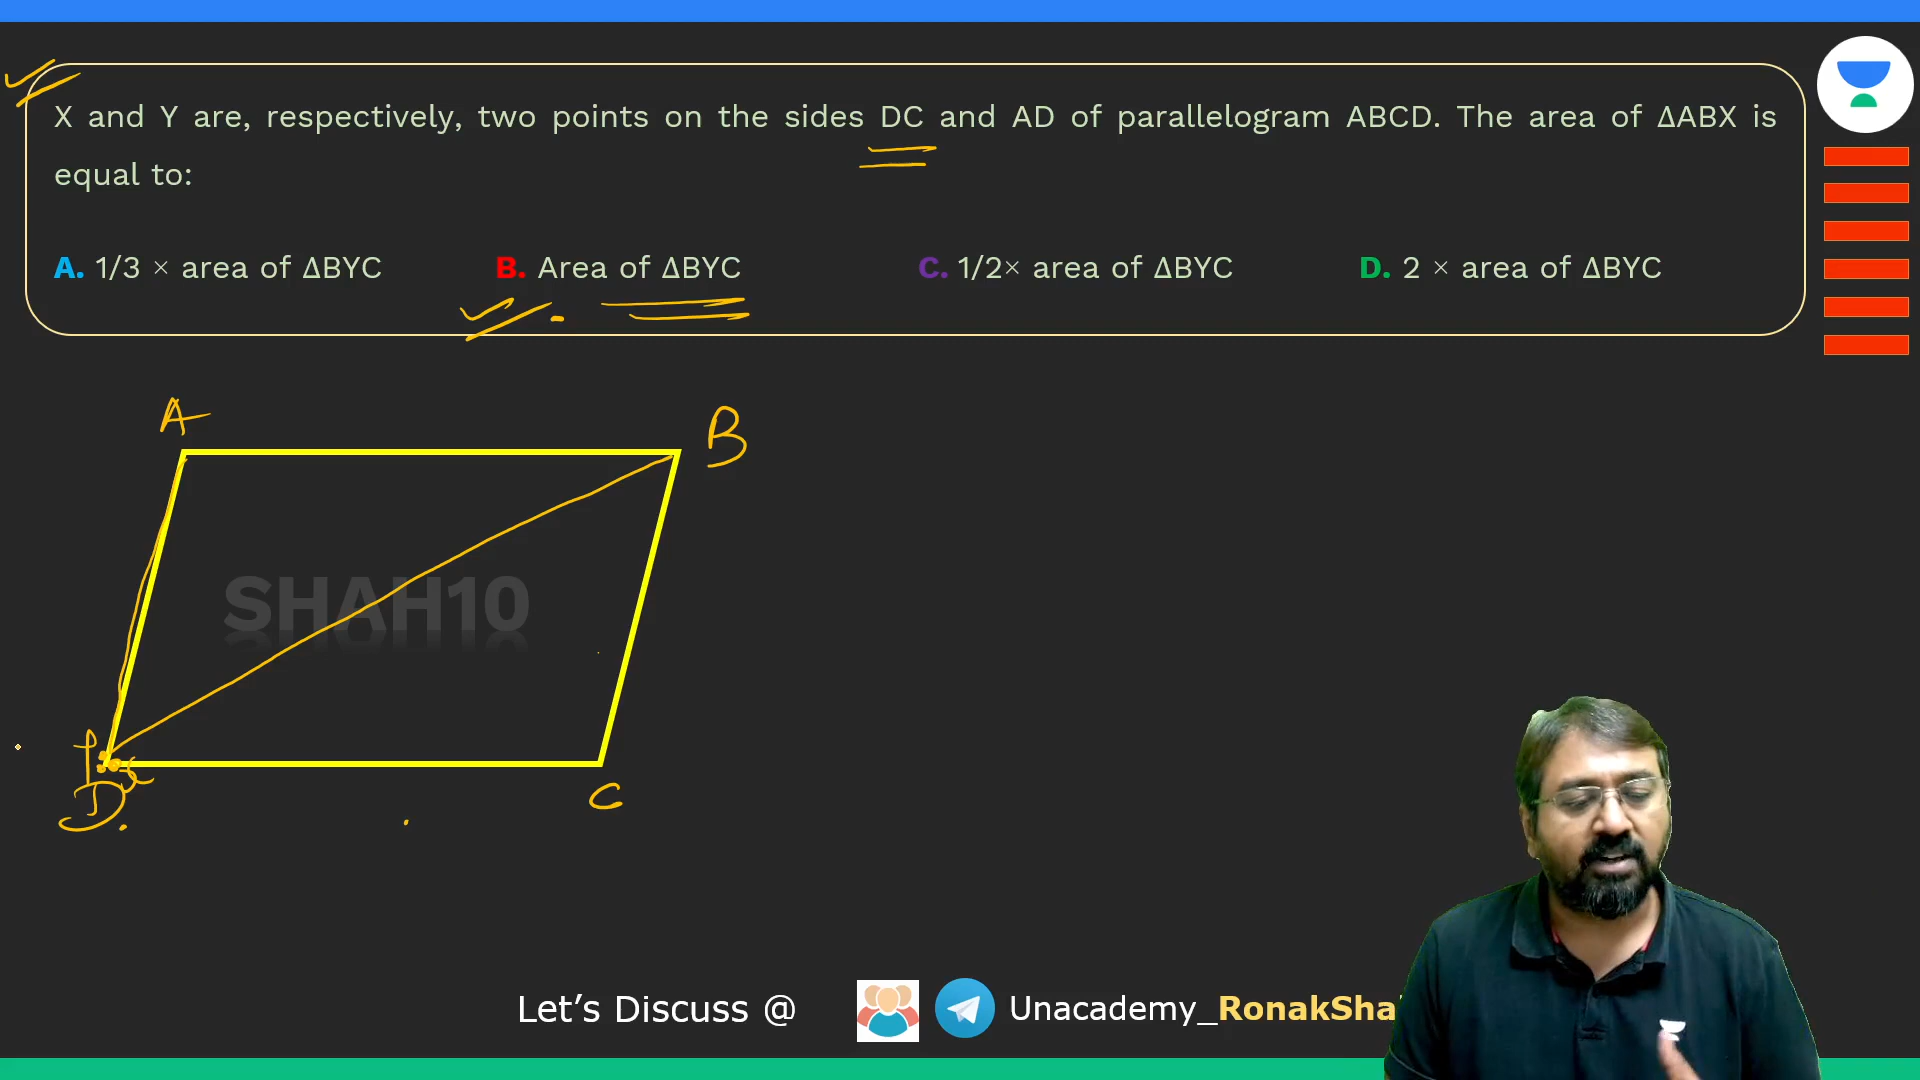 X and Y are, respectively, two points on the sides DC and AD of parallelogram ABCD. The area of ΔABX is
equal to:
A. 1/3 × area of ΔBYC
B. Area of ΔBYC
C. 1/2× area of ΔBYC
D. 2 × area of ΔBYC
A
B
SHAH10
D
C
Let’s Discuss @
Unacademy_RonakSha